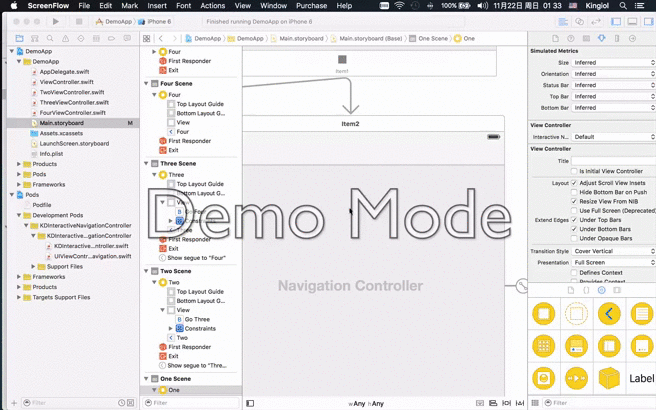 ScreenFlow File Edit Mark Insert Font Actions View Window Purchase Help 100% 11月22日 周日 01 33 Kingiol
DemoApp iPhone 6 Finished running DemoApp on iPhone 6
DemoApp DemoApp Main.storyboard Main.storyboard (Base) One Scene One
DemoApp
DemoApp
AppDelegate.swift
ViewController.swift
TwoViewController.swift
ThreeViewController.swift
FourViewController.swift
Main.storyboard M
Assets.xcassets
LaunchScreen.storyboard
Info.plist
Products
Pods
Frameworks
Pods
Podfile
Development Pods
KDInteractiveNavigationController
KDInteractive...gationController
KDInteractive...ntroller.swift
UIViewContr...vigation.swift
Support Files
Frameworks
Products
Targets Support Files
Filter
Four
First Responder
Exit
Four Scene
Four
Top Layout Guide
Bottom Layout G...
View
Four
First Responder
Exit
Three Scene
Three
Top Layout Guide
Bottom Layout G...
View
Go Four
Constraints
Three
First Responder
Exit
Show segue to "Four"
Two Scene
Two
Top Layout Guide
Bottom Layout G...
View
Go Three
Constraints
Two
First Responder
Exit
Show segue to "Thre...
One Scene
One
Filter
Item2
Demo Mode
Navigation Controller
wAny hAny
Simulated Metrics
Size Inferred
Orientation Inferred
Status Bar Inferred
Top Bar Inferred
Bottom Bar Inferred
View Controller
Interactive N... Default
View Controller
Title
Is Initial View Controller
Layout Adjust Scroll View Insets
Hide Bottom Bar on Push
Resize View From NIB
Use Full Screen (Deprecated)
Extend Edges Under Top Bars
Under Bottom Bars
Under Opaque Bars
Transition Style Cover Vertical
Presentation Full Screen
Defines Context
Provides Context
Label
Filter